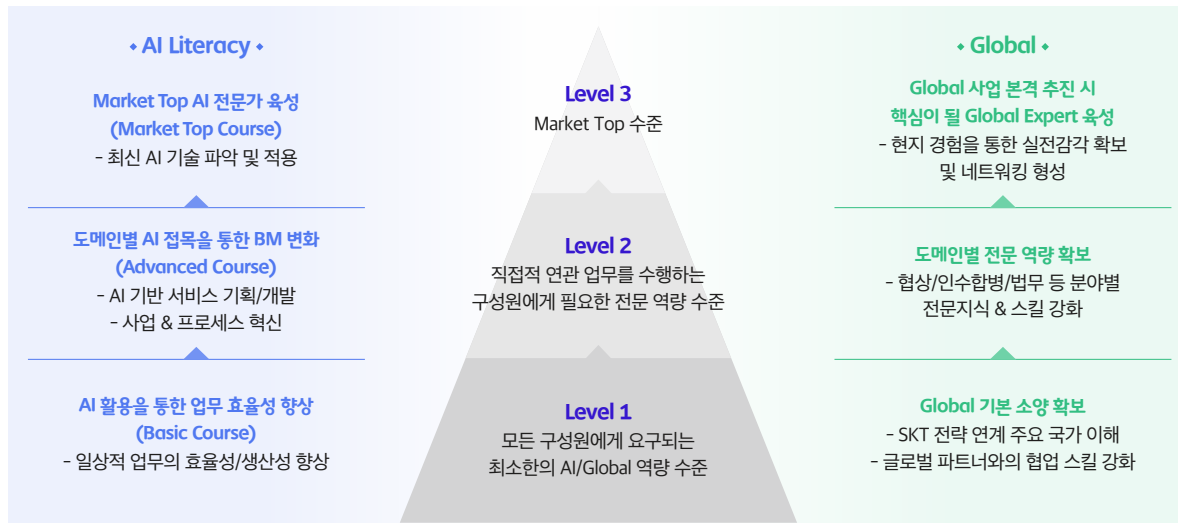 • AI Literacy •
Market Top AI 전문가 육성
(Market Top Course)
- 최신 AI 기술 파악 및 적용
도메인별 AI 접목을 통한 BM 변화
(Advanced Course)
- AI 기반 서비스 기획/개발
- 사업 & 프로세스 혁신
AI 활용을 통한 업무 효율성 향상
(Basic Course)
- 일상적 업무의 효율성/생산성 향상
Level 3
Market Top 수준
Level 2
직접적 연관 업무를 수행하는
구성원에게 필요한 전문 역량 수준
Level 1
모든 구성원에게 요구되는
최소한의 AI/Global 역량 수준
• Global •
Global 사업 본격 추진 시
핵심이 될 Global Expert 육성
- 현지 경험을 통한 실전감각 확보
및 네트워킹 형성
도메인별 전문 역량 확보
- 협상/인수합병/법무 등 분야별
전문지식 & 스킬 강화
Global 기본 소양 확보
- SKT 전략 연계 주요 국가 이해
- 글로벌 파트너와의 협업 스킬 강화